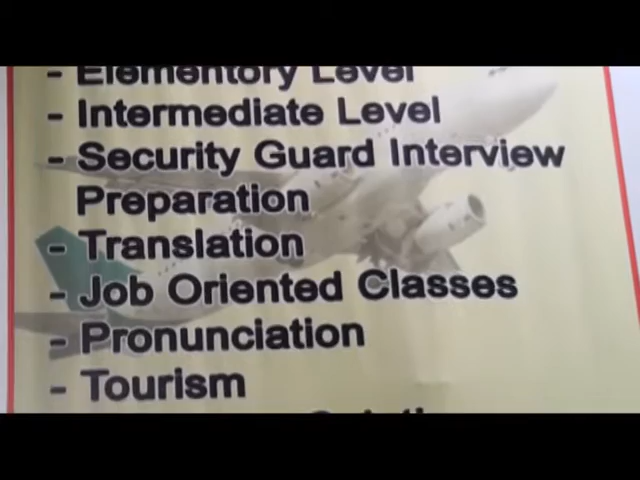 - Elementory Level
- Intermediate Level
- Security Guard Interview
Preparation
- Translation
- Job Oriented Classes
- Pronunciation
- Tourism